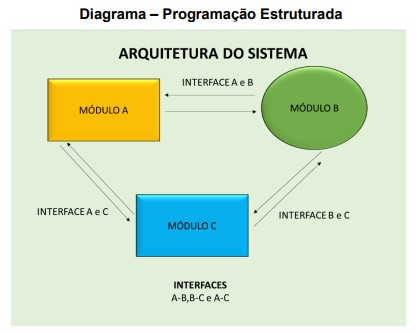 Diagrama – Programação Estruturada
ARQUITETURA DO SISTEMA
INTERFACE A e B
MÓDULO A
MÓDULO B
INTERFACE A e C
MÓDULO C
INTERFACE B e C
INTERFACES
A-B,B-C e A-C